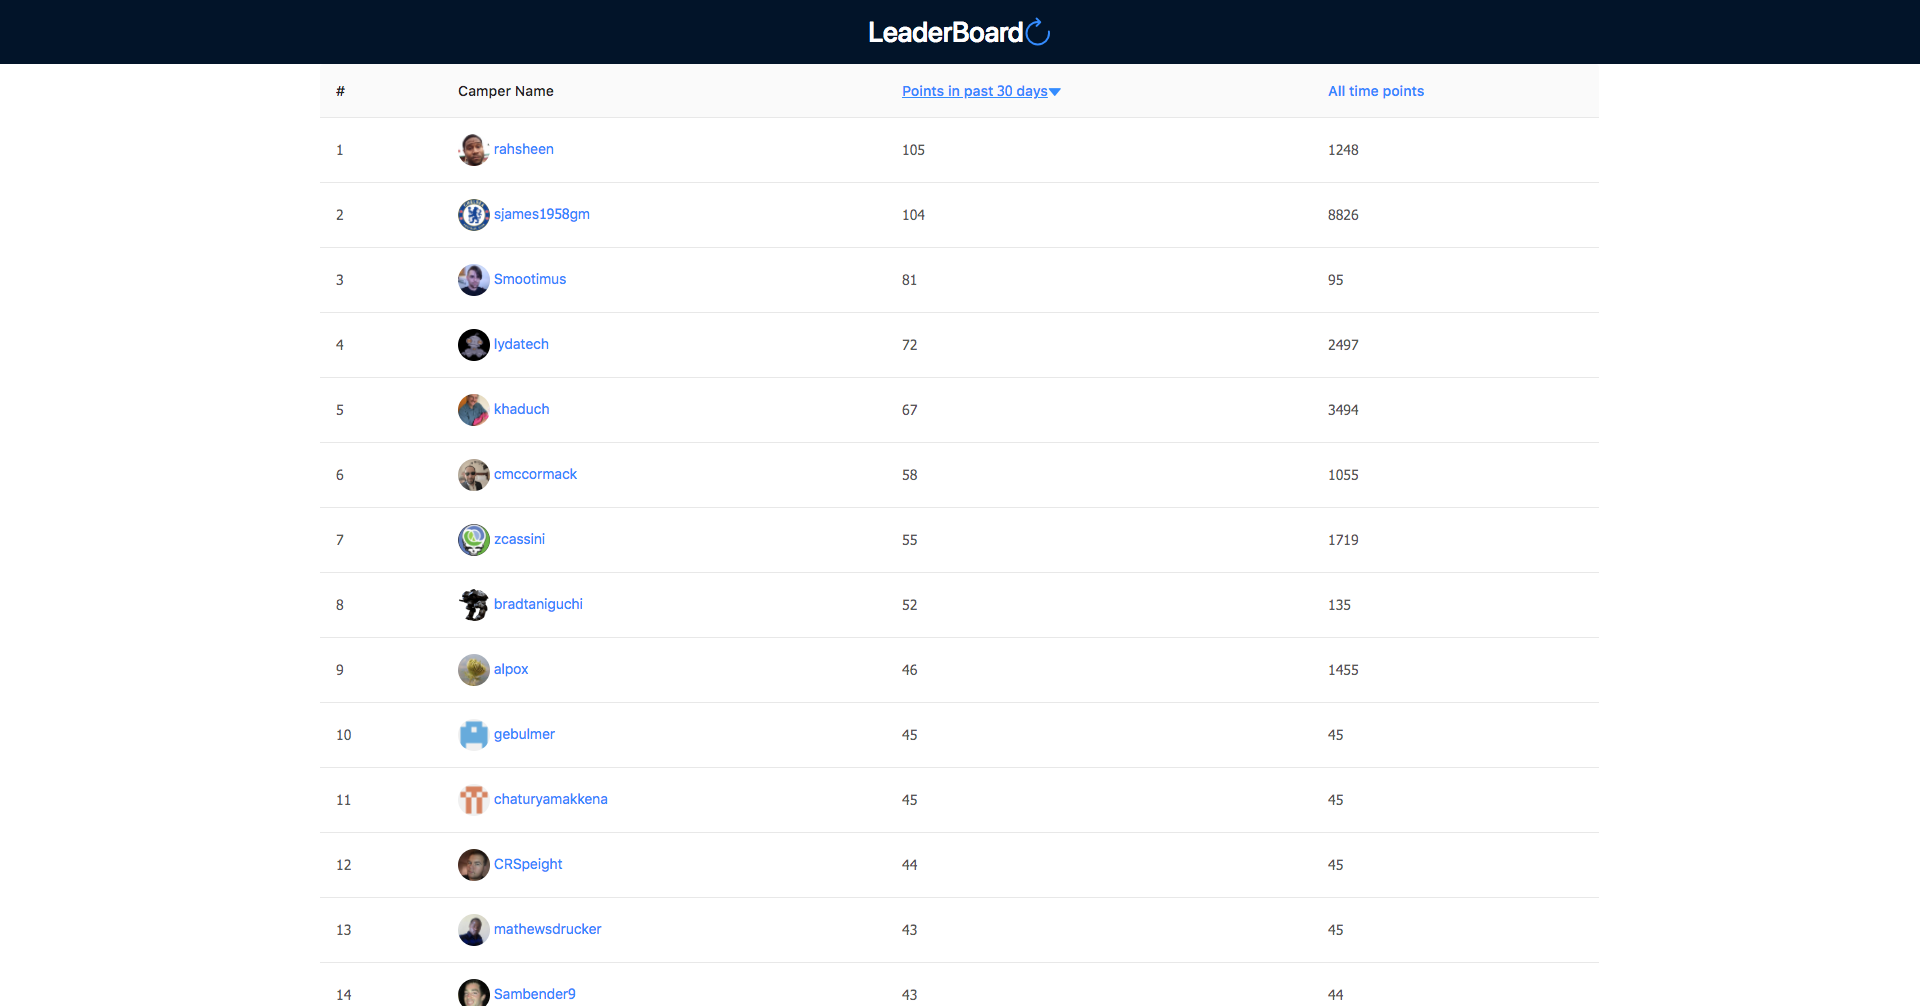 LeaderBoard
# Camper Name Points in past 30 days All time points
1 rahsheen 105 1248
2 sjames1958gm 104 8826
3 Smootimus 81 95
4 lydatech 72 2497
5 khaduch 67 3494
6 cmccormack 58 1055
7 zcassini 55 1719
8 bradtaniguchi 52 135
9 alpox 46 1455
10 gebulmer 45 45
11 chaturyamakkena 45 45
12 CRSpeight 44 45
13 mathewsdrucker 43 45
14 Sambender9 43 44